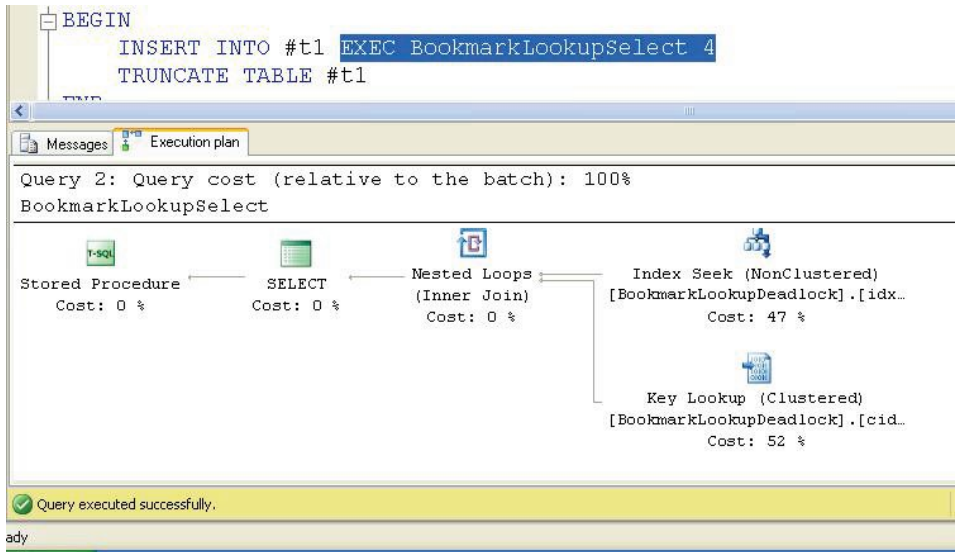 BEGIN
INSERT INTO #t1 EXEC BookmarkLookupSelect 4
TRUNCATE TABLE #t1
Messages Execution plan
Query 2: Query cost (relative to the batch): 100%
BookmarkLookupSelect
T-SQL
Stored Procedure
Cost: 0 %
SELECT
Cost: 0 %
Nested Loops
(Inner Join)
Cost: 0 %
Index Seek (NonClustered)
[BookmarkLookupDeadlock].[idx…
Cost: 47 %
Key Lookup (Clustered)
[BookmarkLookupDeadlock].[cid…
Cost: 52 %
Query executed successfully.
ady